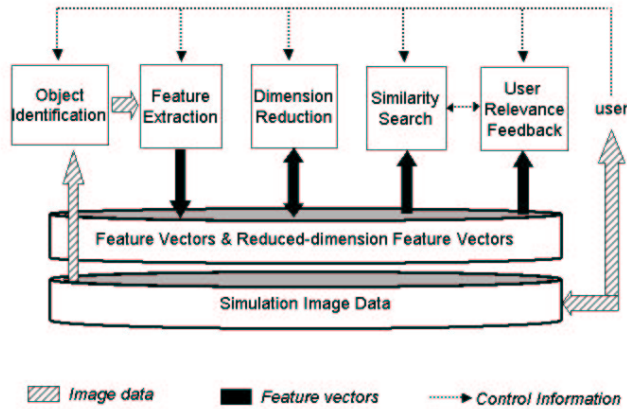 Object
Identification
Feature
Extraction
Dimension
Reduction
Similarity
Search
User
Relevance
Feedback
user
Feature Vectors & Reduced-dimension Feature Vectors
Simulation Image Data
Image data
Feature vectors
Control Information